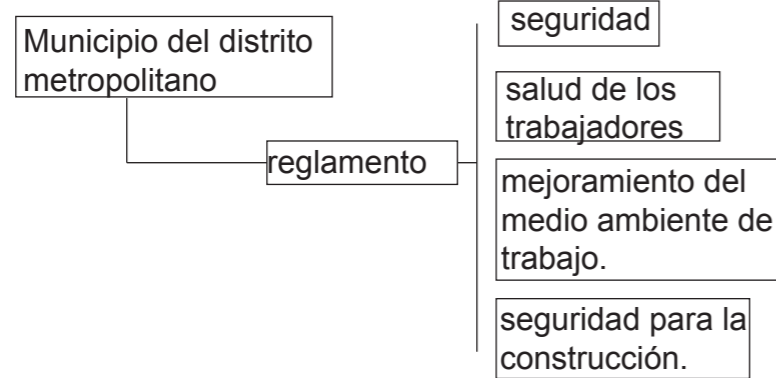 Municipio del distrito
metropolitano
reglamento
seguridad
salud de los
trabajadores
mejoramiento del
medio ambiente de
trabajo.
seguridad para la
construcción.